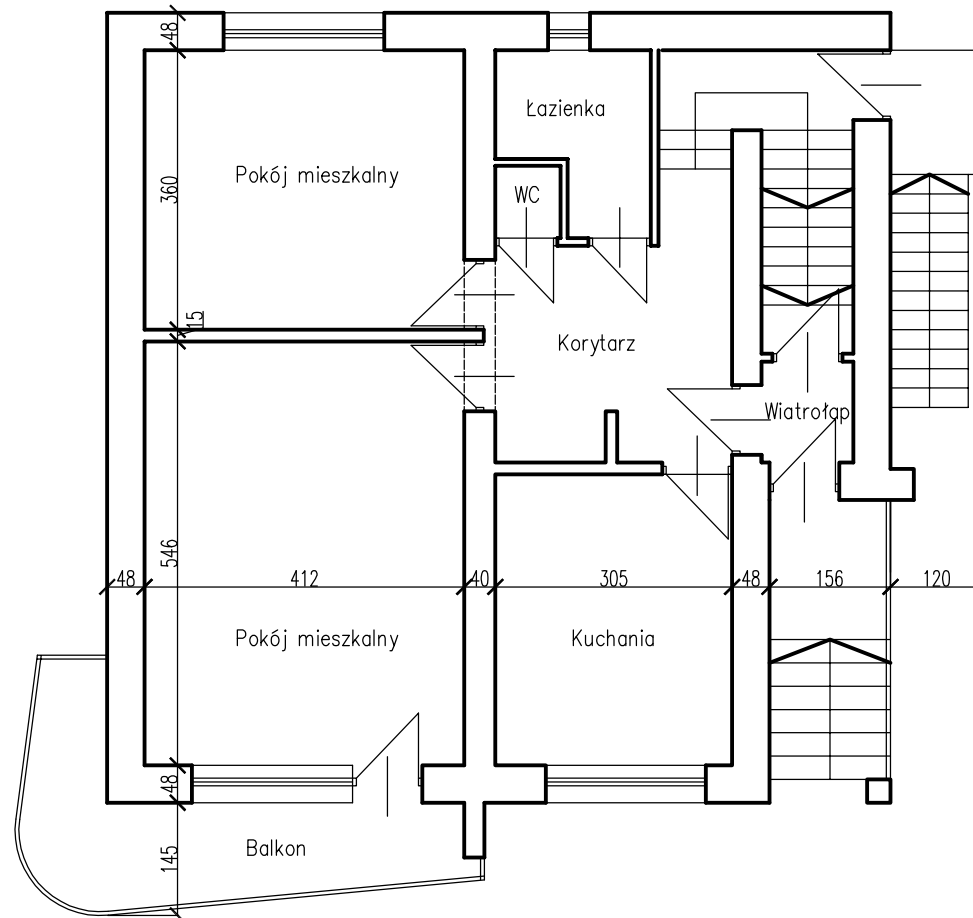 48
Łazienka
Pokój mieszkalny
360
WC
15
Korytarz
Wiatrołap
546
48
412
40
305
48
156
120
Pokój mieszkalny
Kuchania
48
Balkon
145